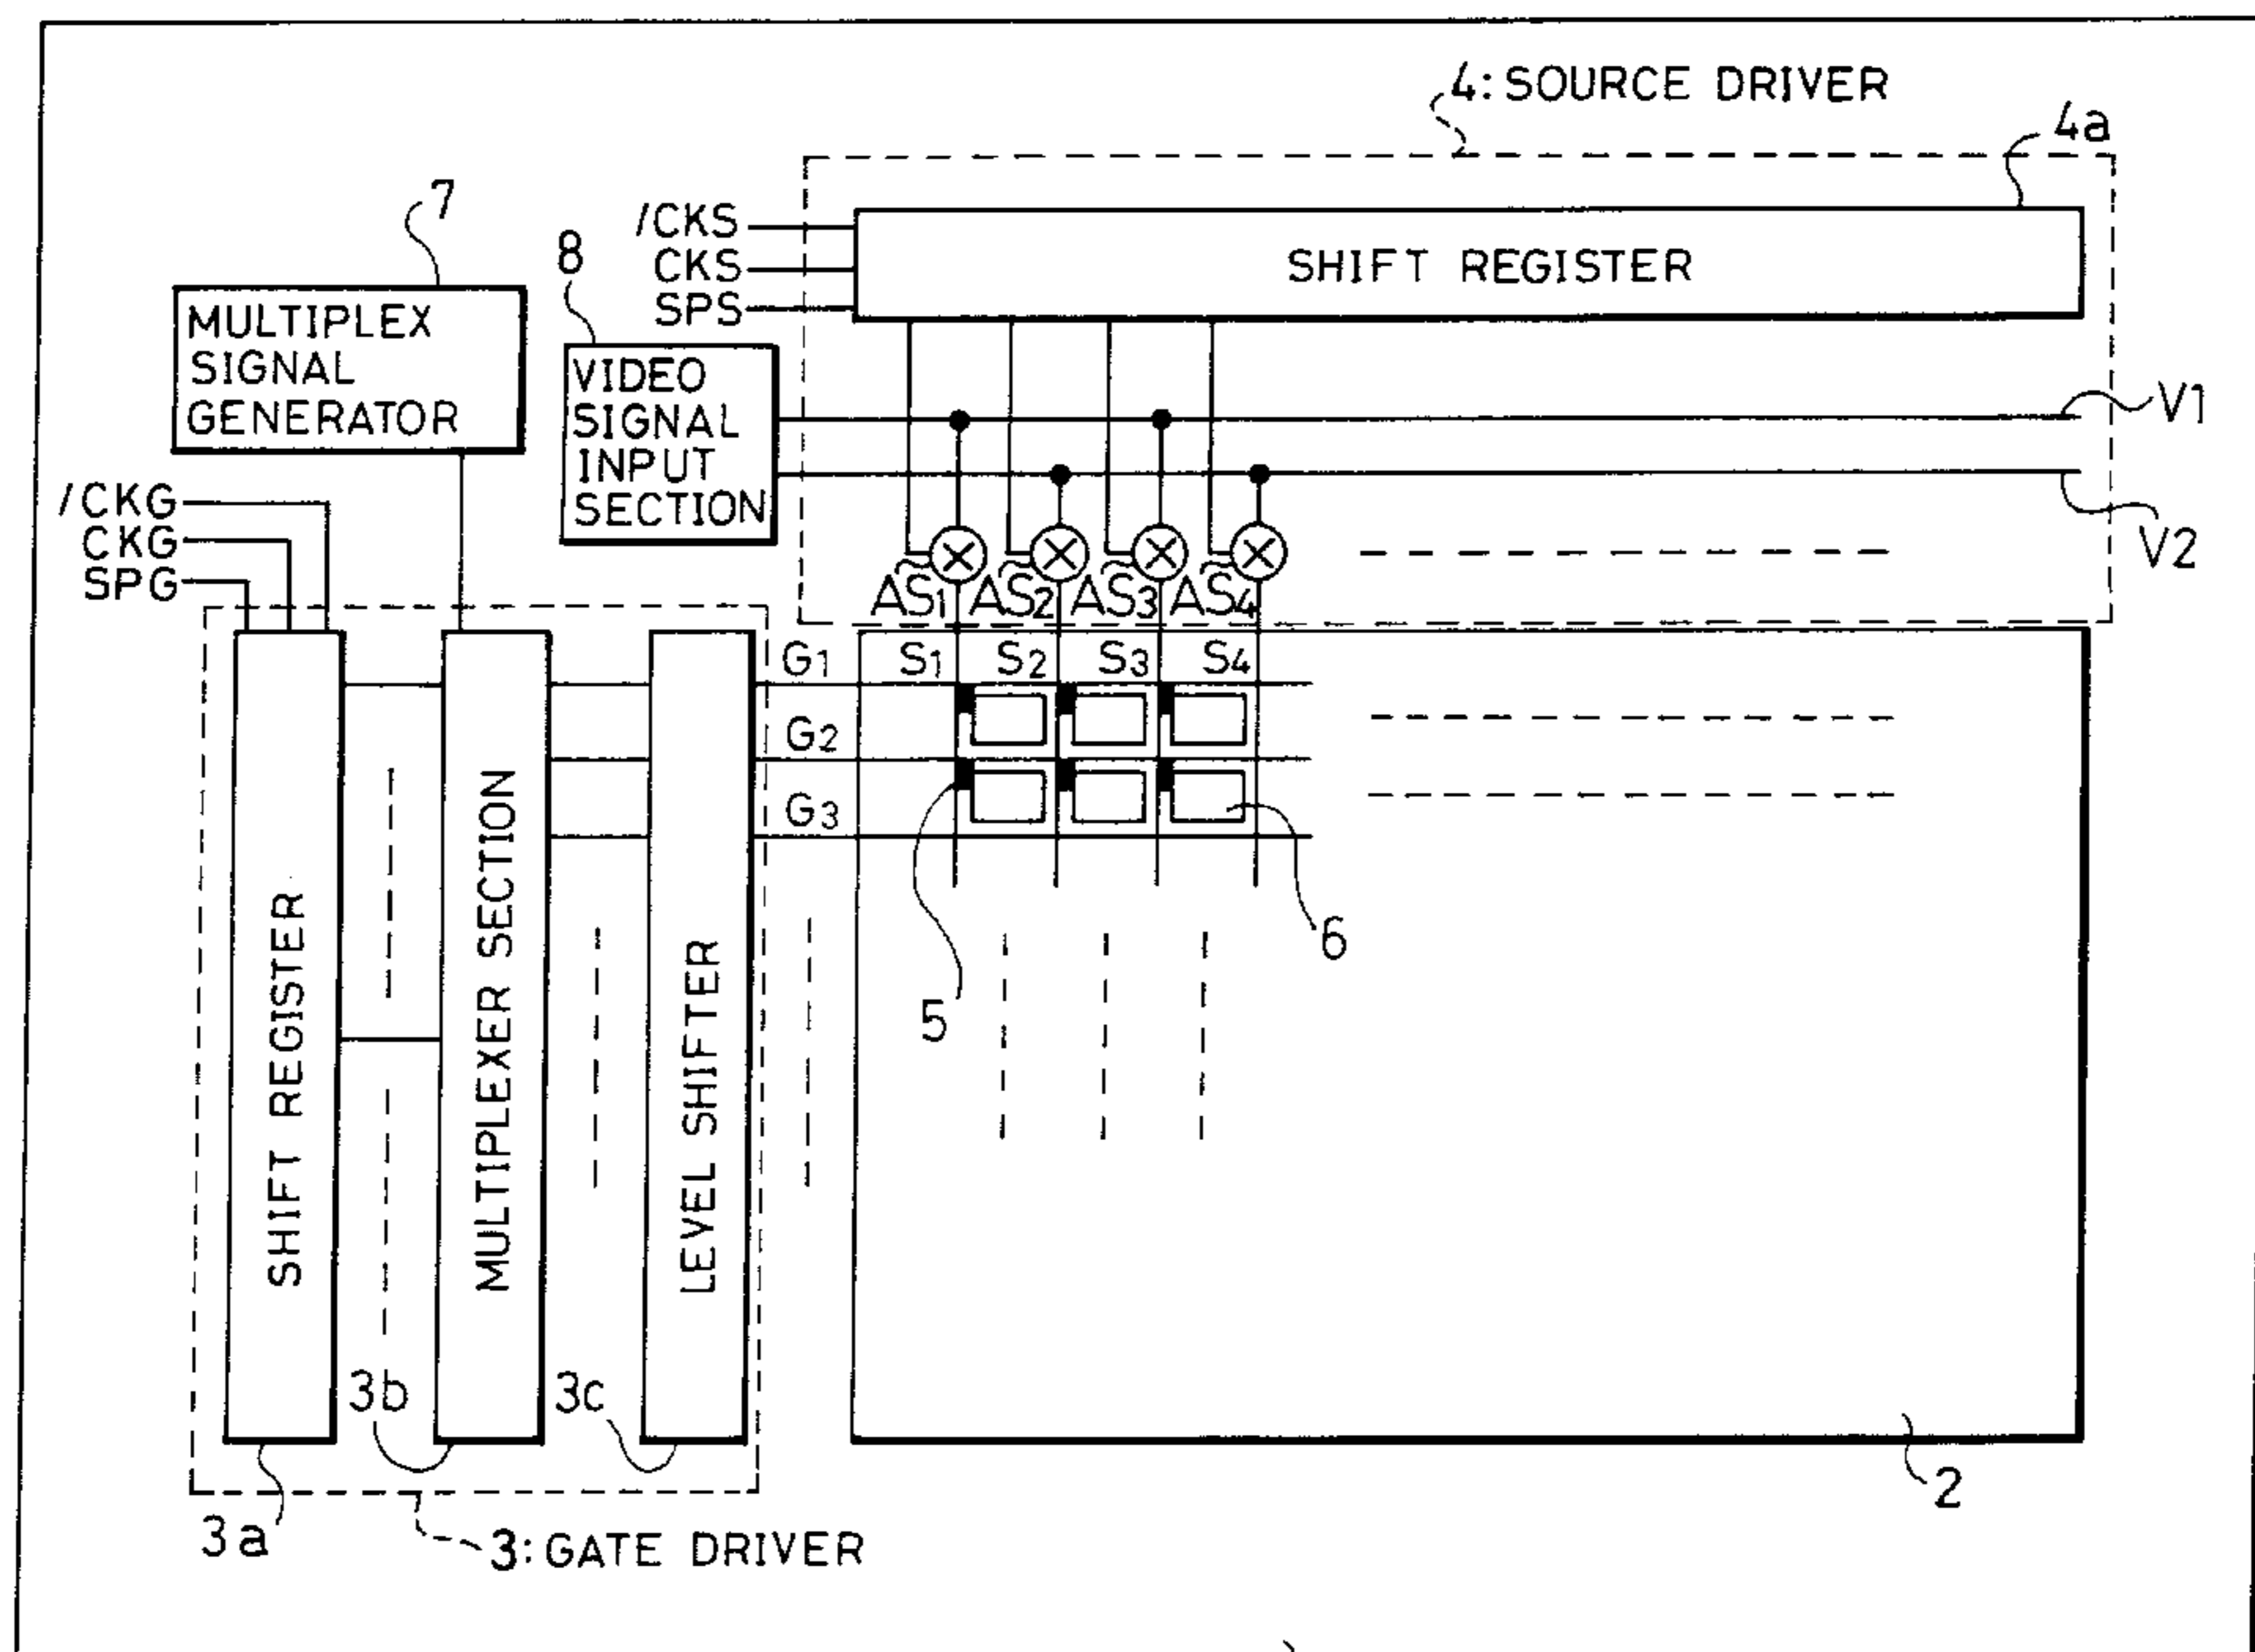 4: SOURCE DRIVER
4a
/CKS
CKS
SPS
SHIFT REGISTER
7
MULTIPLEX
SIGNAL
GENERATOR
8
VIDEO
SIGNAL
INPUT
SECTION
V1
V2
/CKG
CKG
SPG
AS1 AS2 AS3 AS4
S1 S2 S3 S4
G1
G2
G3
SHIFT REGISTER
MULTIPLEXER SECTION
LEVEL SHIFTER
5
6
3b
3c
2
3a
3: GATE DRIVER